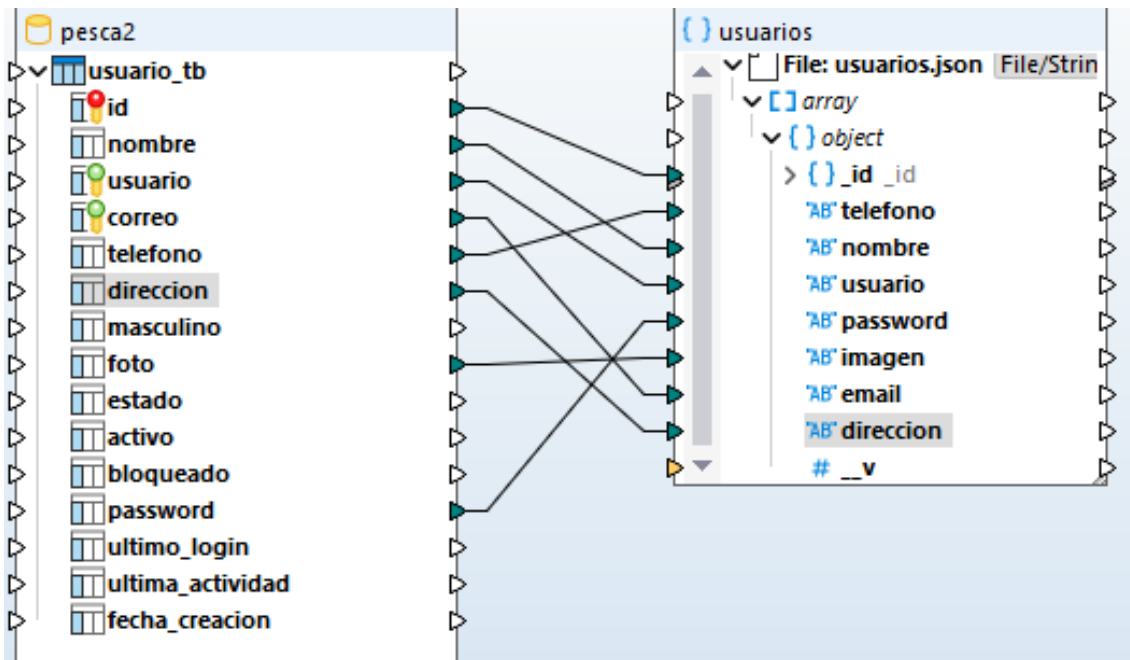 pesca2
usuario_tb
id
nombre
usuario
correo
telefono
direccion
masculino
foto
estado
activo
bloqueado
password
ultimo_login
ultima_actividad
fecha_creacion
{ } usuarios
File: usuarios.json File/Strin
[ ] array
{ } object
{ } _id _id
"AB" telefono
"AB" nombre
"AB" usuario
"AB" password
"AB" imagen
"AB" email
"AB" direccion
# __v